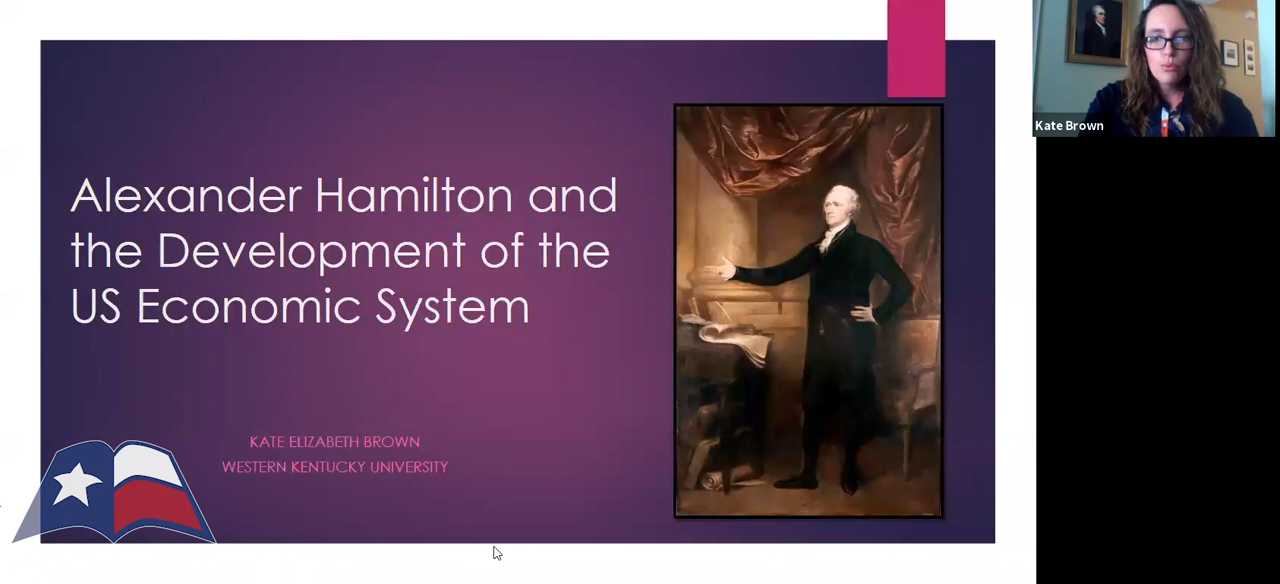 Alexander Hamilton and
the Development of the
US Economic System
KATE ELIZABETH BROWN
WESTERN KENTUCKY UNIVERSITY
Kate Brown